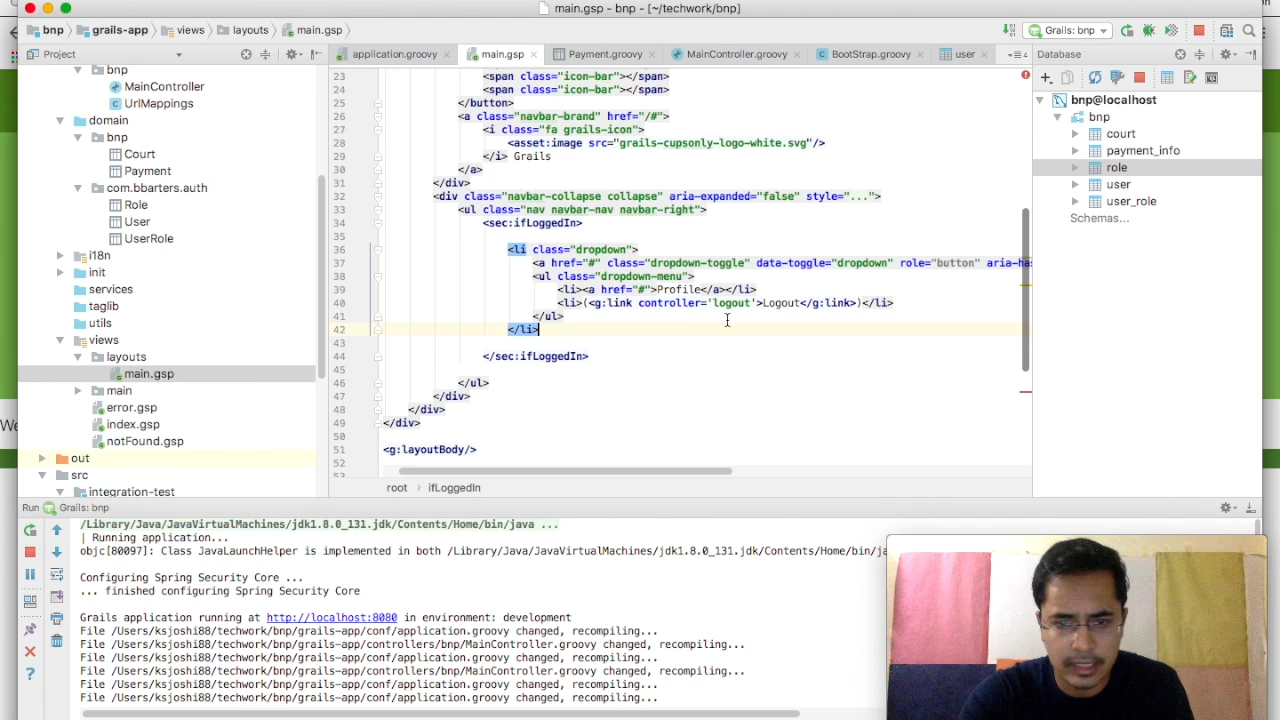 main.gsp - bnp - [~/techwork/bnp]
bnp grails-app views layouts main.gsp Grails: bnp
Project application.groovy main.gsp Payment.groovy MainController.groovy BootStrap.groovy user Database
bnp
MainController
UrlMappings
domain
bnp
Court
Payment
com.bbarters.auth
Role
User
UserRole
i18n
init
services
taglib
utils
views
layouts
main.gsp
main
error.gsp
index.gsp
notFound.gsp
out
src
integration-test
23 <span class="icon-bar"></span>
24 <span class="icon-bar"></span>
25 </button>
26 <a class="navbar-brand" href="/#">
27 <i class="fa grails-icon">
28 <asset:image src="grails-cupsonly-logo-white.svg"/>
29 </i> Grails
30 </a>
31 </div>
32 <div class="navbar-collapse collapse" aria-expanded="false" style="...">
33 <ul class="nav navbar-nav navbar-right">
34 <sec:ifLoggedIn>
35
36 <li class="dropdown">
37 <a href="#" class="dropdown-toggle" data-toggle="dropdown" role="button" aria-has
38 <ul class="dropdown-menu">
39 <li><a href="#">Profile</a></li>
40 <li>(<g:link controller='logout'>Logout</g:link>)</li>
41 </ul>
42 </li>
43
44 </sec:ifLoggedIn>
45
46 </ul>
47 </div>
48 </div>
49 </div>
50
51 <g:layoutBody/>
52
53
root ifLoggedIn
bnp@localhost
bnp
court
payment_info
role
user
user_role
Schemas...
Run Grails: bnp
/Library/Java/JavaVirtualMachines/jdk1.8.0_131.jdk/Contents/Home/bin/java ...
| Running application...
objc[80097]: Class JavaLaunchHelper is implemented in both /Library/Java/JavaVirtualMachines/jdk1.8.0_131.jdk/Contents/Home/bin/ja
Configuring Spring Security Core ...
... finished configuring Spring Security Core
Grails application running at http://localhost:8080 in environment: development
File /Users/ksjoshi88/techwork/bnp/grails-app/conf/application.groovy changed, recompiling...
File /Users/ksjoshi88/techwork/bnp/grails-app/controllers/bnp/MainController.groovy changed, recompiling...
File /Users/ksjoshi88/techwork/bnp/grails-app/conf/application.groovy changed, recompiling...
File /Users/ksjoshi88/techwork/bnp/grails-app/controllers/bnp/MainController.groovy changed, recompiling...
File /Users/ksjoshi88/techwork/bnp/grails-app/conf/application.groovy changed, recompiling...
File /Users/ksjoshi88/techwork/bnp/grails-app/conf/application.groovy changed, recompiling...